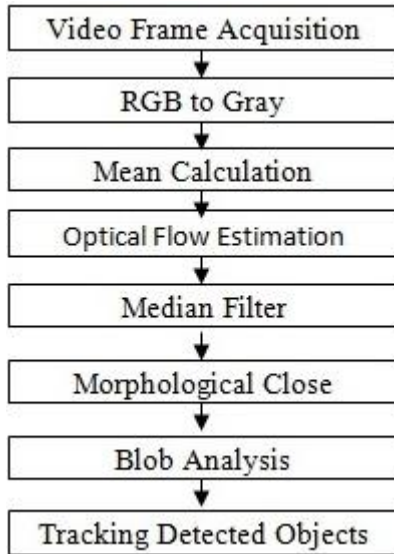 Video Frame Acquisition
RGB to Gray
Mean Calculation
Optical Flow Estimation
Median Filter
Morphological Close
Blob Analysis
Tracking Detected Objects